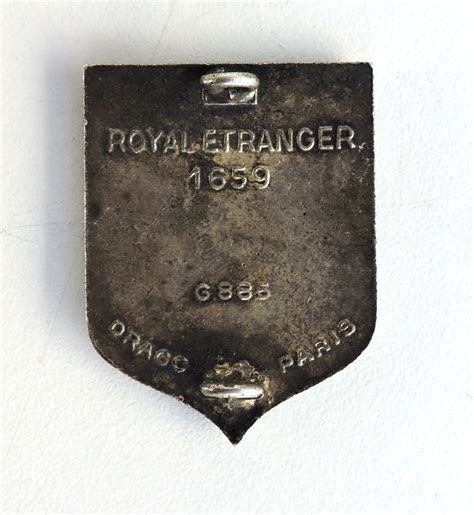 ROYAL ETRANGER
1659
G.885
DRAGO PARIS